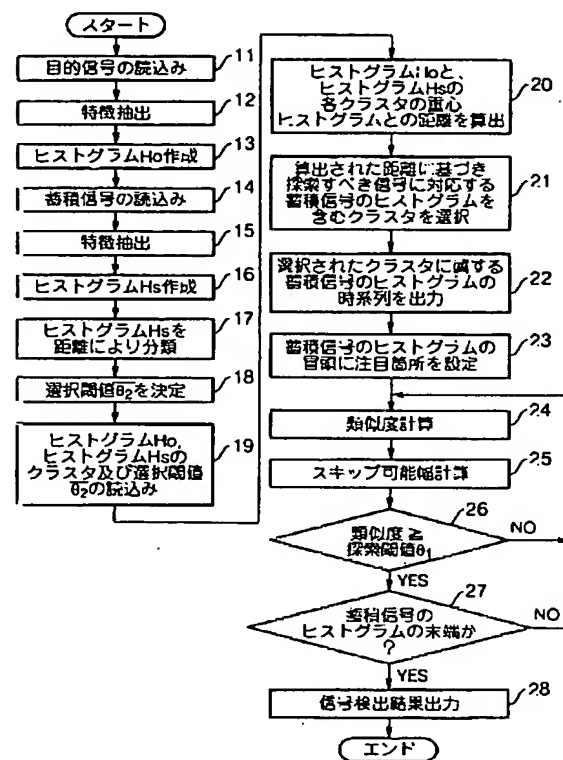 スタート
11
目的信号の読込み
12
特徴抽出
13
ヒストグラムHo作成
14
蓄積信号の読込み
15
特徴抽出
16
ヒストグラムHs作成
17
ヒストグラムHsを
距離により分類
18
選択閾値θ2を決定
19
ヒストグラムHo,
ヒストグラムHsの
クラスタ及び選択閾値
θ2の読込み
20
ヒストグラムHoと、
ヒストグラムHsの
各クラスタの重心
ヒストグラムとの距離を算出
21
算出された距離に基づき
探索すべき信号に対応する
蓄積信号のヒストグラムを
含むクラスタを選択
22
選択されたクラスタに属する
蓄積信号のヒストグラムの
時系列を出力
23
蓄積信号のヒストグラムの
冒頭に注目箇所を設定
24
類似度計算
25
スキップ可能幅計算
26
類似度≧
探索閾値θ1
NO
YES
27
蓄積信号の
ヒストグラムの末端か
?
NO
YES
28
信号検出結果出力
エンド